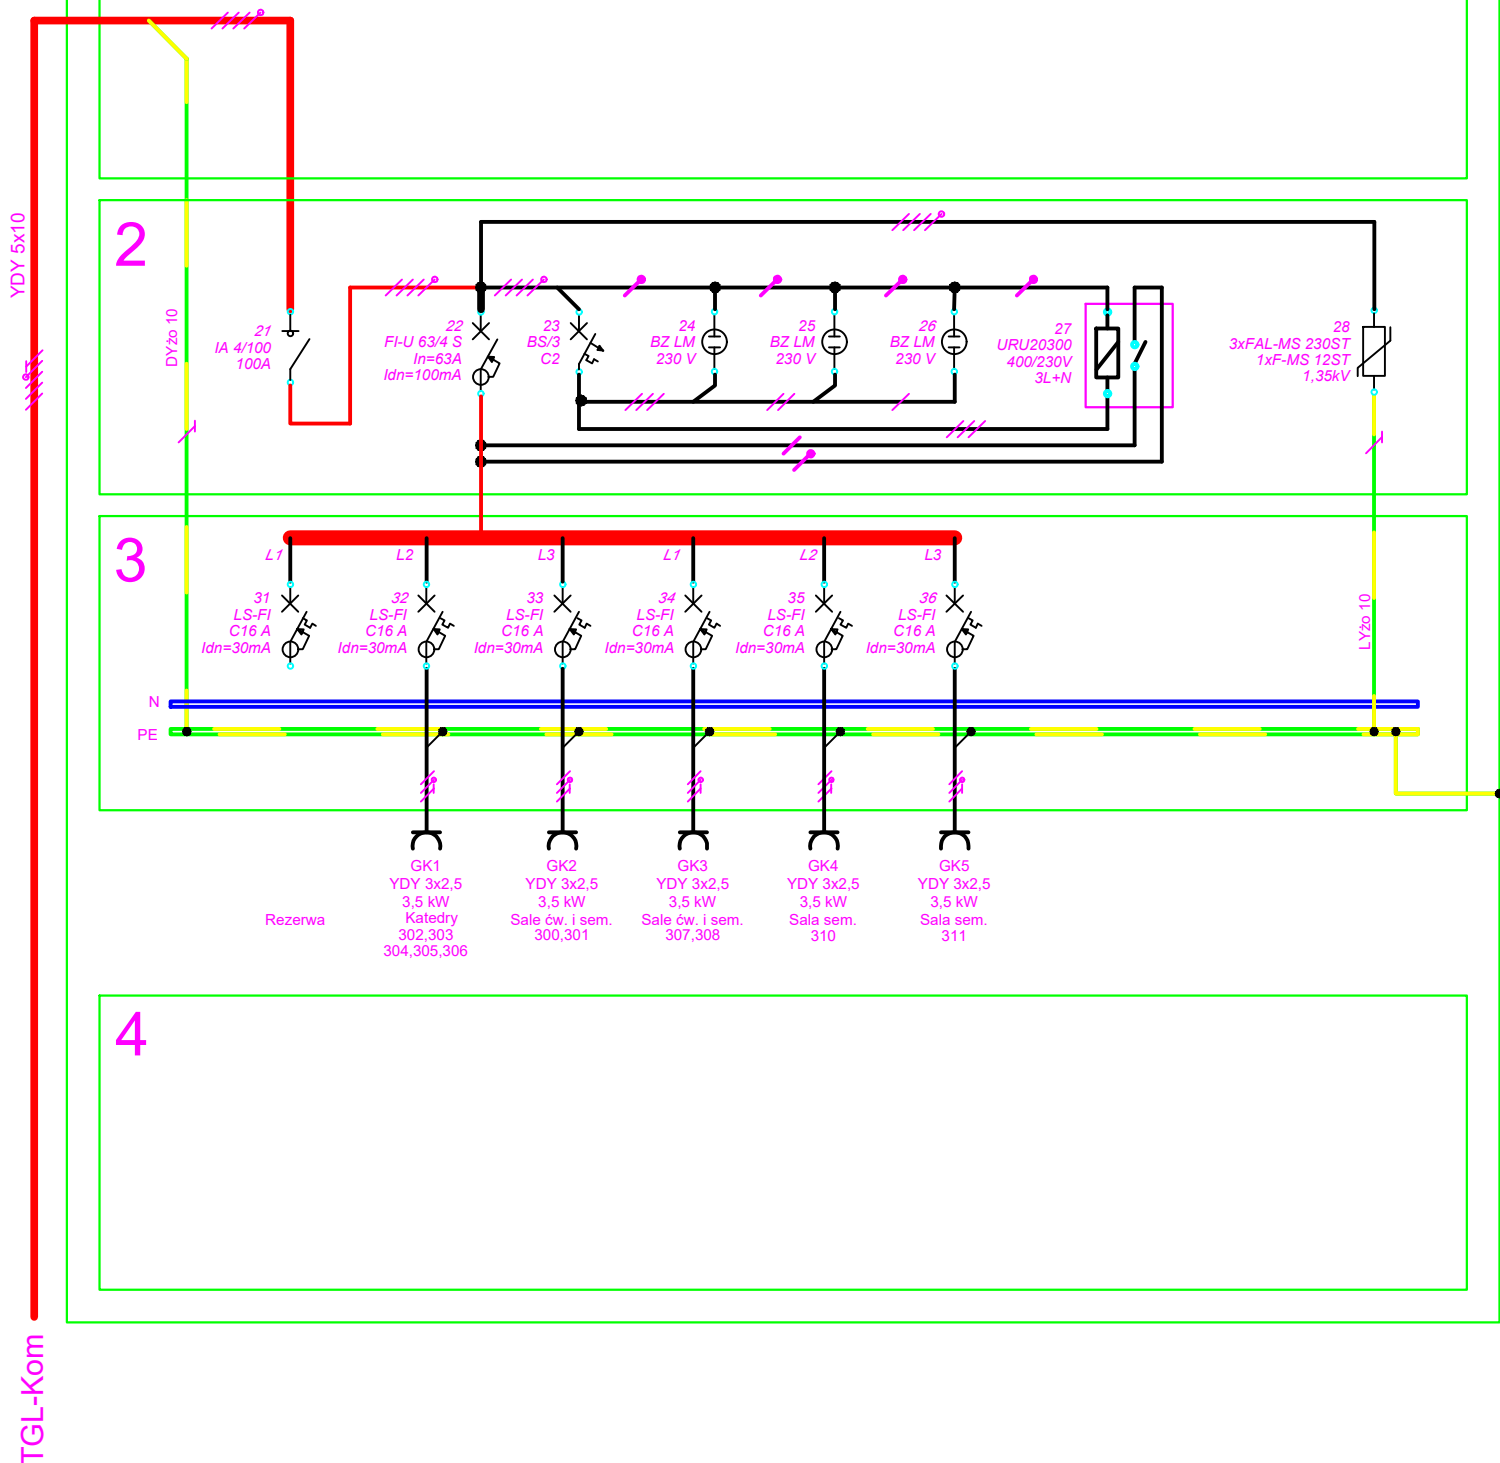 YDY 5x10
2
DYżo 10
21
IA 4/100
100A
22
FI-U 63/4 S
In=63A
Idn=100mA
23
BS/3
C2
24
BZ LM
230 V
25
BZ LM
230 V
26
BZ LM
230 V
27
URU20300
400/230V
3L+N
28
3xFAL-MS 230ST
1xF-MS 12ST
1,35kV
3
L1
L2
L3
L1
L2
L3
31
LS-FI
C16 A
Idn=30mA
32
LS-FI
C16 A
Idn=30mA
33
LS-FI
C16 A
Idn=30mA
34
LS-FI
C16 A
Idn=30mA
35
LS-FI
C16 A
Idn=30mA
36
LS-FI
C16 A
Idn=30mA
LYżo 10
N
PE
Rezerwa
GK1
YDY 3x2,5
3,5 kW
Katedry
302,303
304,305,306
GK2
YDY 3x2,5
3,5 kW
Sale ćw. i sem.
300,301
GK3
YDY 3x2,5
3,5 kW
Sale ćw. i sem.
307,308
GK4
YDY 3x2,5
3,5 kW
Sala sem.
310
GK5
YDY 3x2,5
3,5 kW
Sala sem.
311
4
TGL-Kom